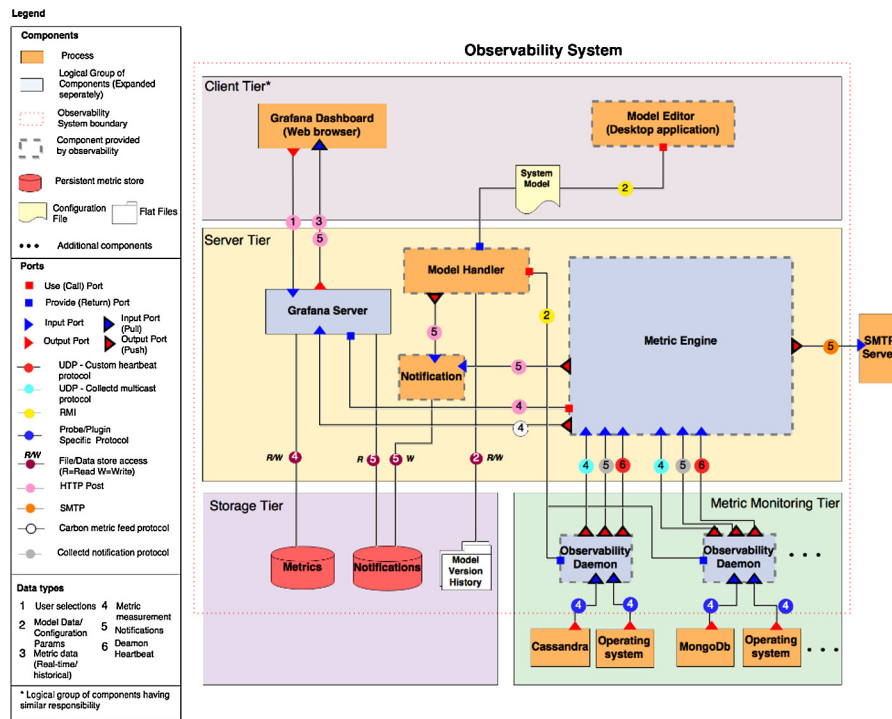 Legend
Components
Process
Logical Group of
Components (Expanded
seperately)
Observability
System boundary
Component provided
by observability
Persistent metric store
Configuration
File
Flat Files
Additional components
Ports
Use (Call) Port
Provide (Return) Port
Input Port
Input Port
(Pull)
Output Port
Output Port
(Push)
UDP - Custom heartbeat
protocol
UDP - Collectd multicast
protocol
RMI
Probe/Plugin
Specific Protocol
R/W
File/Data store access
(R=Read W=Write)
HTTP Post
SMTP
Carbon metric feed protocol
Collectd notification protocol
Data types
1 User selections
2 Model Data/
Configuration
Params
3 Metric data
(Real-time/
historical)
4 Metric
measurement
5 Notifications
6 Deamon
Heartbeat
* Logical group of components having
similar responsibility
Observability System
Client Tier*
Grafana Dashboard
(Web browser)
Model Editor
(Desktop application)
System
Model
2
1
3
5
Server Tier
Model Handler
Grafana Server
2
Metric Engine
5
Notification
5
4
4
5
SMTP
Server
R/W
4
R
5
5
W
2
R/W
4
5
6
4
5
6
Storage Tier
Metrics
Notifications
Model
Version
History
Metric Monitoring Tier
Observability
Daemon
Observability
Daemon
4
4
4
4
Cassandra
Operating
system
MongoDb
Operating
system